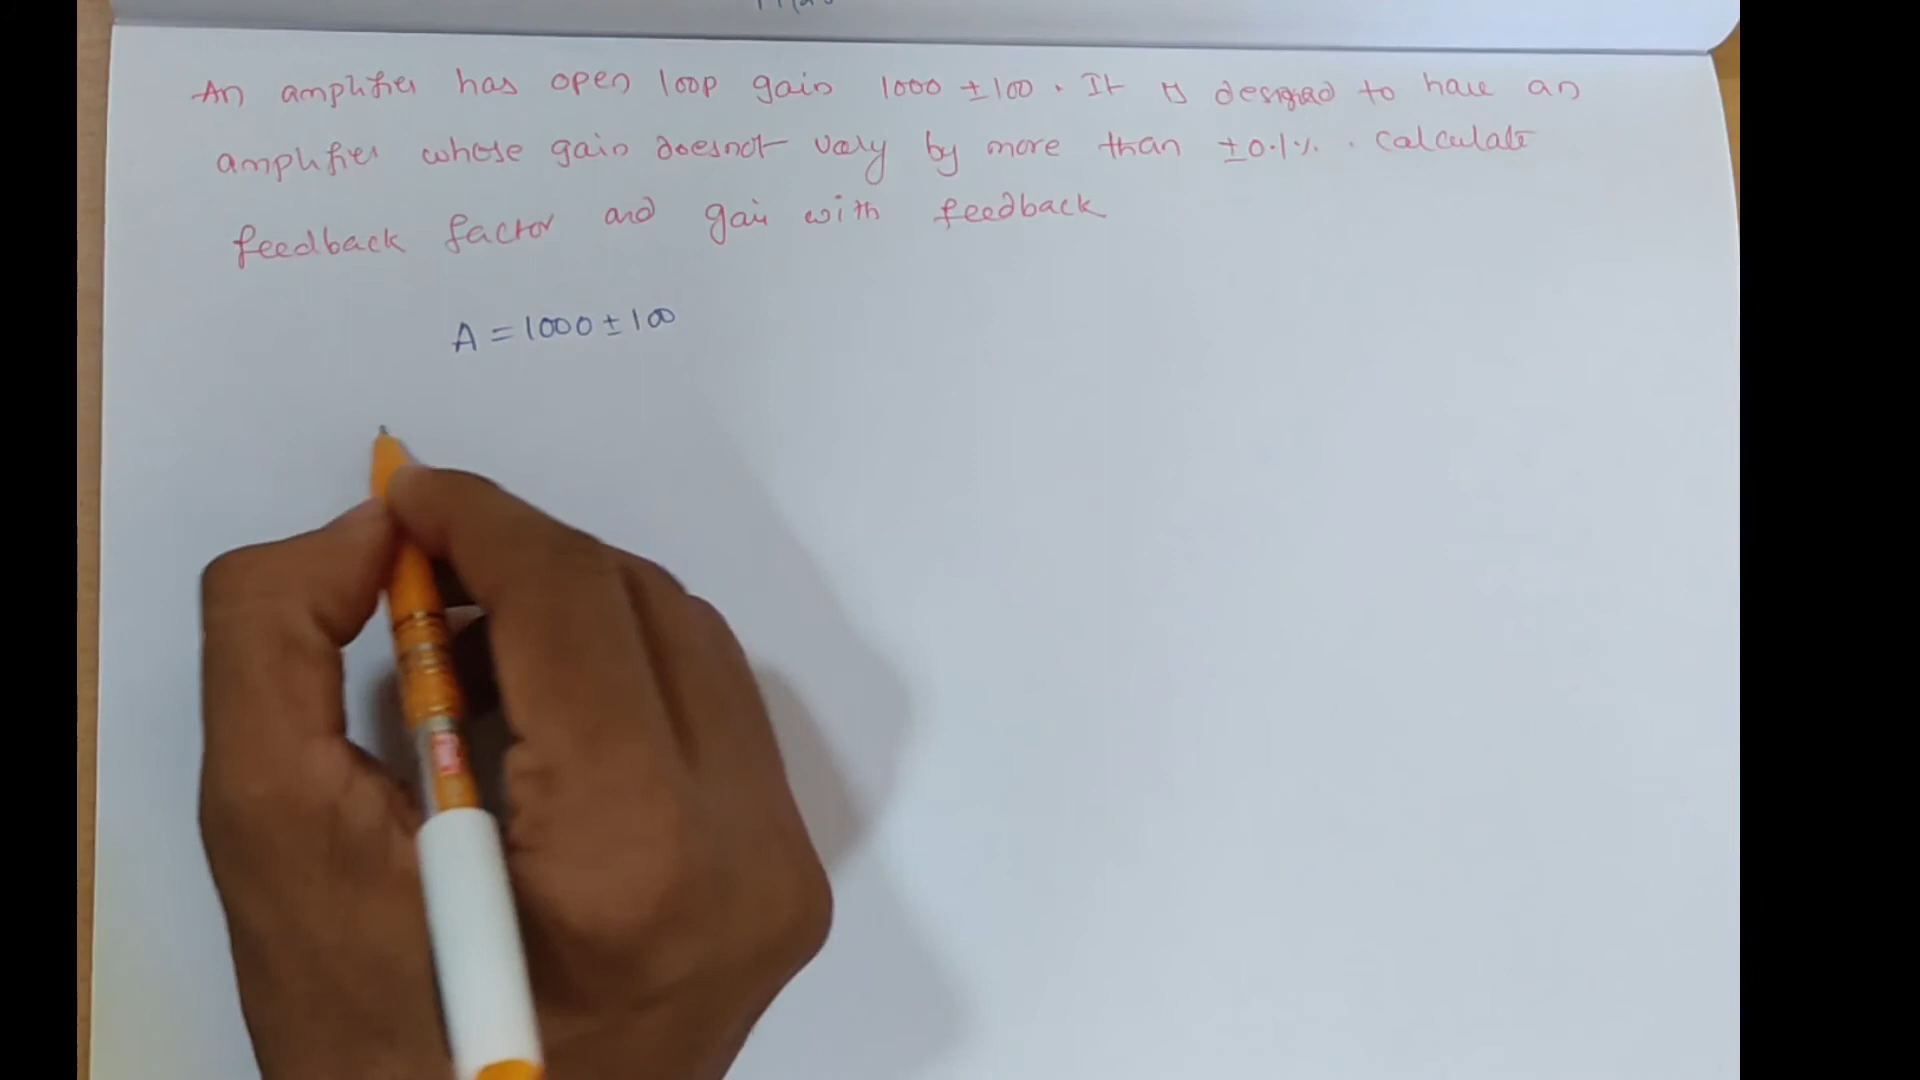 An amplifier has open loop gain 1000 ±100. It is designed to have an
amplifier whose gain doesnot vary by more than ±0.1%. Calculate
feedback factor and gain with feedback
A = 1000 ± 100